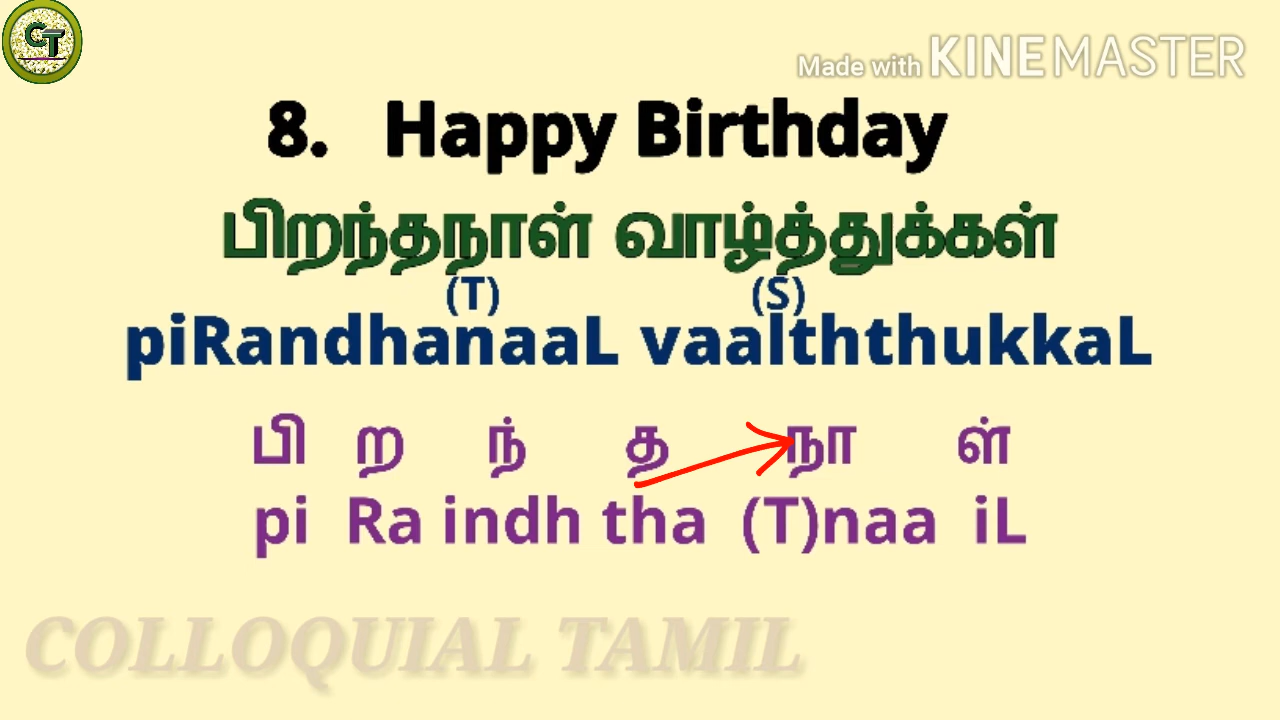 CT
Made with KINEMASTER
8. Happy Birthday
பிறந்தநாள் வாழ்த்துக்கள்
(T) (S)
piRandhanaaL vaalththukkaL
பி ற ந் த நா ள்
pi Ra indh tha (T)naa iL
COLLOQUIAL TAMIL